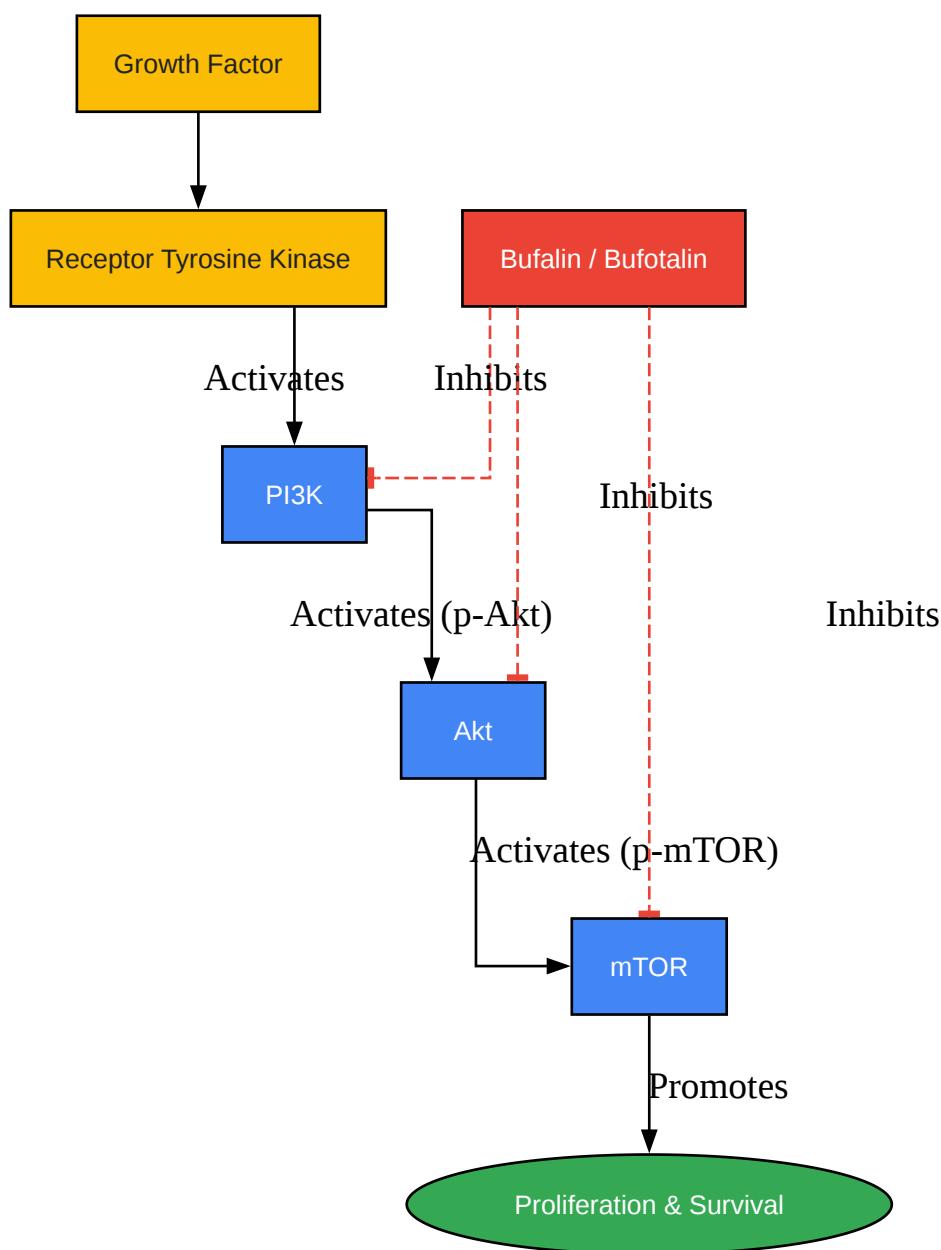 Growth Factor
Receptor Tyrosine Kinase
Bufalin / Bufotalin
Activates
Inhibits
PI3K
Inhibits
Activates (p-Akt)
Inhibits
Akt
Activates (p-mTOR)
mTOR
Promotes
Proliferation & Survival